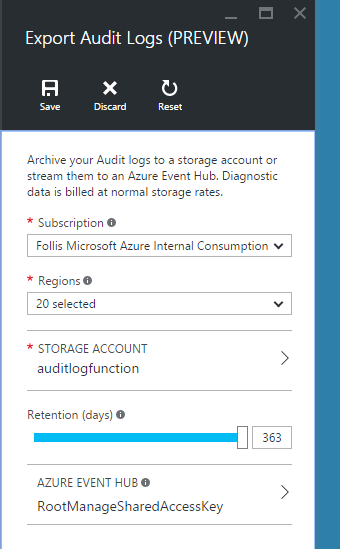 Export Audit Logs (PREVIEW)
Save Discard Reset
Archive your Audit logs to a storage account or
stream them to an Azure Event Hub. Diagnostic
data is billed at normal storage rates.
* Subscription
Follis Microsoft Azure Internal Consumption
* Regions
20 selected
* STORAGE ACCOUNT
auditlogfunction
Retention (days)
363
AZURE EVENT HUB
RootManageSharedAccessKey